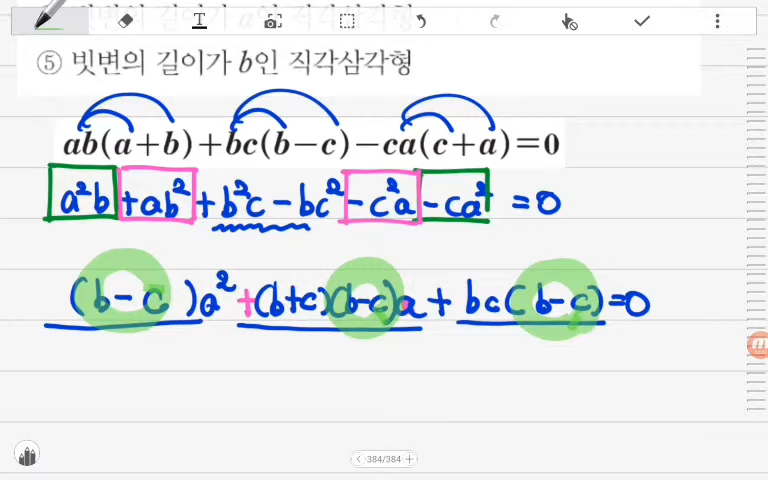 ⑤ 빗변의 길이가 b인 직각삼각형
ab(a+b)+bc(b−c)−ca(c+a)=0
a²b +ab² + b²c − bc² − c²a − ca² = 0
(b−c)a² + (b+c)(b−c)a + bc(b−c) = 0
384/384